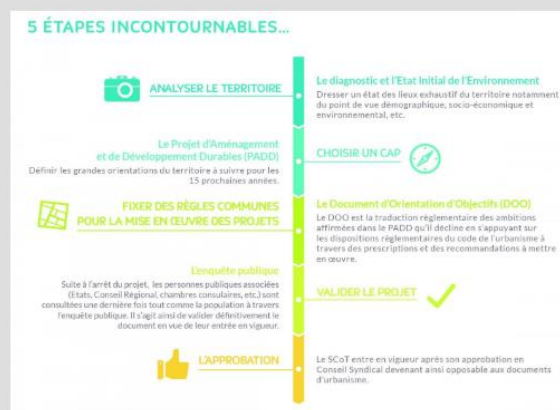 5 ÉTAPES INCONTOURNABLES...
ANALYSER LE TERRITOIRE
Le diagnostic et l'Etat Initial de l'Environnement
Dresser un état des lieux exhaustif du territoire notamment
du point de vue démographique, socio-économique et
environnemental, etc.
Le Projet d'Aménagement
et de Développement Durables (PADD)
Définir les grandes orientations du territoire à suivre pour les
15 prochaines années.
CHOISIR UN CAP
FIXER DES RÈGLES COMMUNES
POUR LA MISE EN ŒUVRE DES PROJETS
Le Document d'Orientation d'Objectifs (DOO)
Le DOO est la traduction règlementaire des ambitions
affirmées dans le PADD qu'il décline en s'appuyant sur
les dispositions règlementaires du code de l'urbanisme à
travers des prescriptions et des recommandations à mettre
en œuvre.
L'enquête publique
Suite à l'arrêt du projet, les personnes publiques associées
(Etats, Conseil Régional, chambres consulaires, etc.) sont
consultées une dernière fois tout comme la population à travers
l'enquête publique. Il s'agit ainsi de valider définitivement le
document en vue de leur entrée en vigueur.
VALIDER LE PROJET
L'APPROBATION
Le SCoT entre en vigueur après son approbation en
Conseil Syndical devenant ainsi opposable aux documents
d'urbanisme.